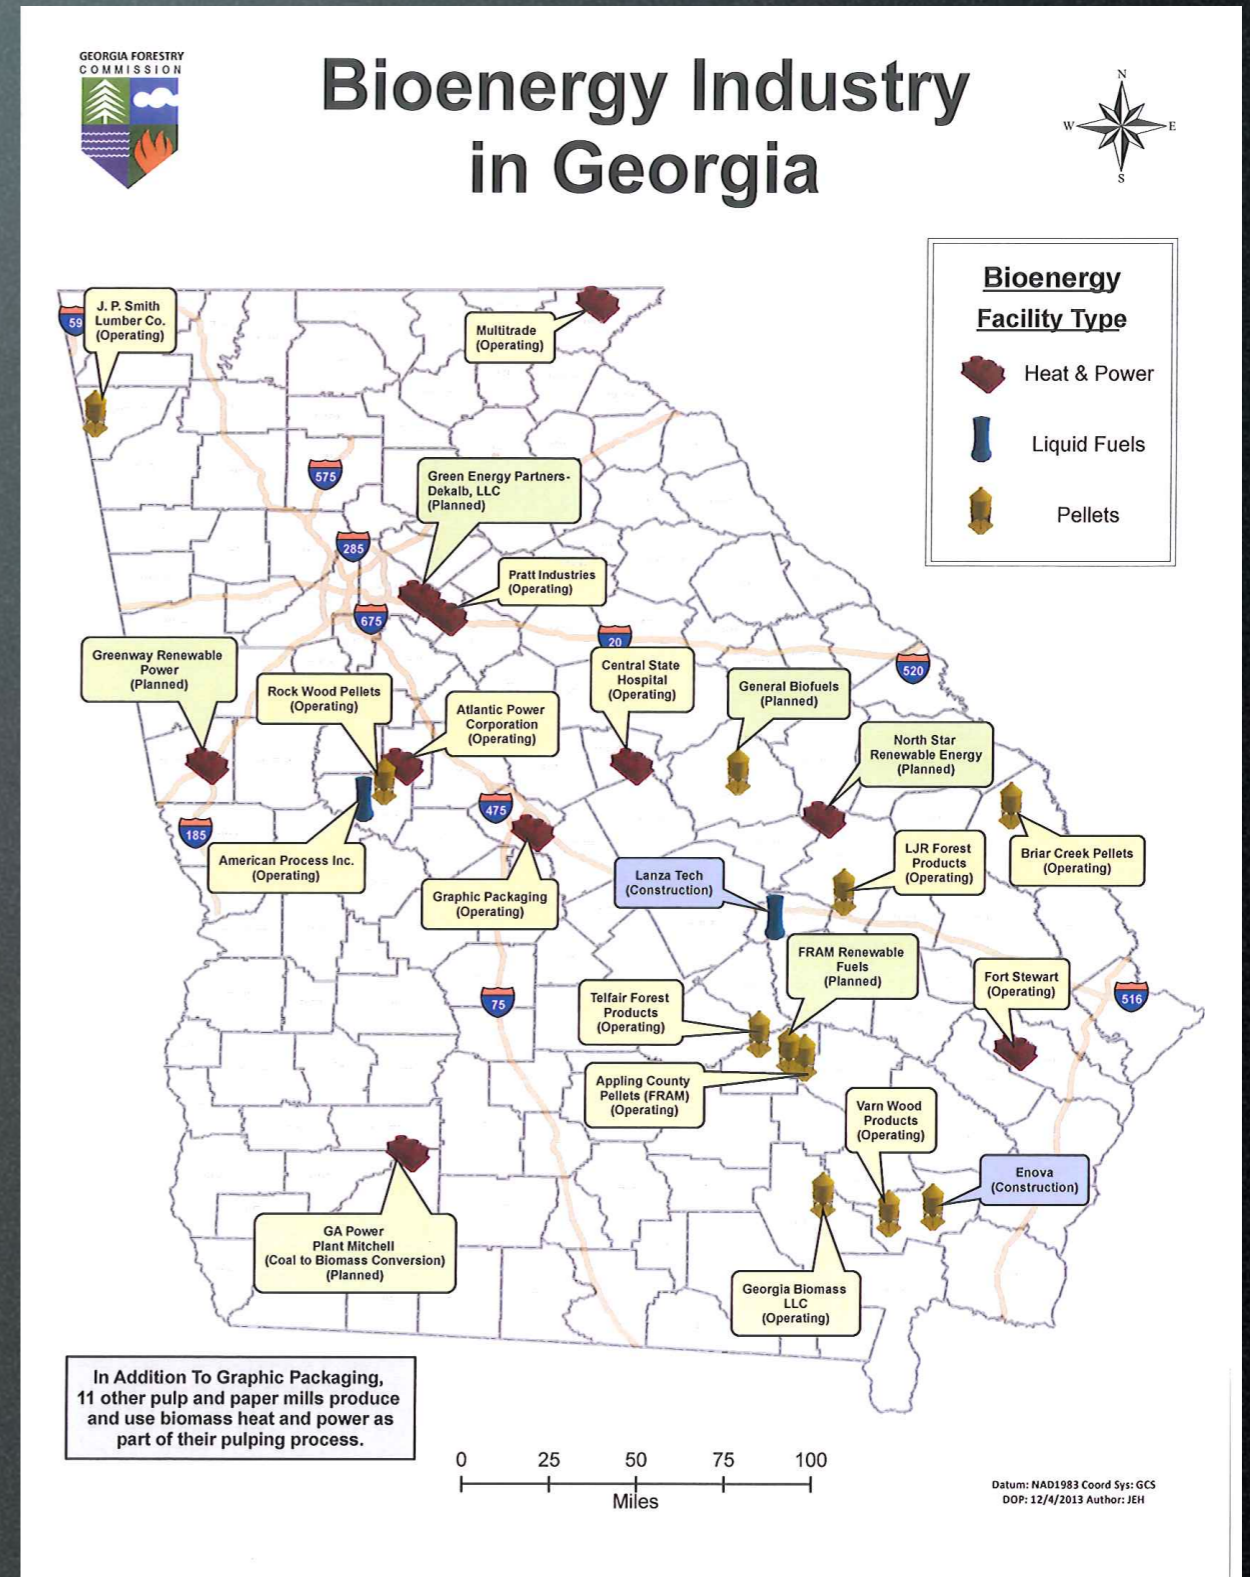 GEORGIA FORESTRY
COMMISSION
Bioenergy Industry
in Georgia
N
W
E
S
Bioenergy
Facility Type
Heat & Power
Liquid Fuels
Pellets
59
J. P. Smith
Lumber Co.
(Operating)
Multitrade
(Operating)
575
Green Energy Partners-
Dekalb, LLC
(Planned)
285
Pratt Industries
(Operating)
675
20
520
Greenway Renewable
Power
(Planned)
Rock Wood Pellets
(Operating)
Atlantic Power
Corporation
(Operating)
Central State
Hospital
(Operating)
General Biofuels
(Planned)
North Star
Renewable Energy
(Planned)
475
185
American Process Inc.
(Operating)
Graphic Packaging
(Operating)
Lanza Tech
(Construction)
LJR Forest
Products
(Operating)
Briar Creek Pellets
(Operating)
FRAM Renewable
Fuels
(Planned)
Fort Stewart
(Operating)
75
516
Telfair Forest
Products
(Operating)
Appling County
Pellets (FRAM)
(Operating)
Varn Wood
Products
(Operating)
Enova
(Construction)
GA Power
Plant Mitchell
(Coal to Biomass Conversion)
(Planned)
Georgia Biomass
LLC
(Operating)
In Addition To Graphic Packaging,
11 other pulp and paper mills produce
and use biomass heat and power as
part of their pulping process.
0 25 50 75 100
Miles
Datum: NAD1983 Coord Sys: GCS
DOP: 12/4/2013 Author: JEH